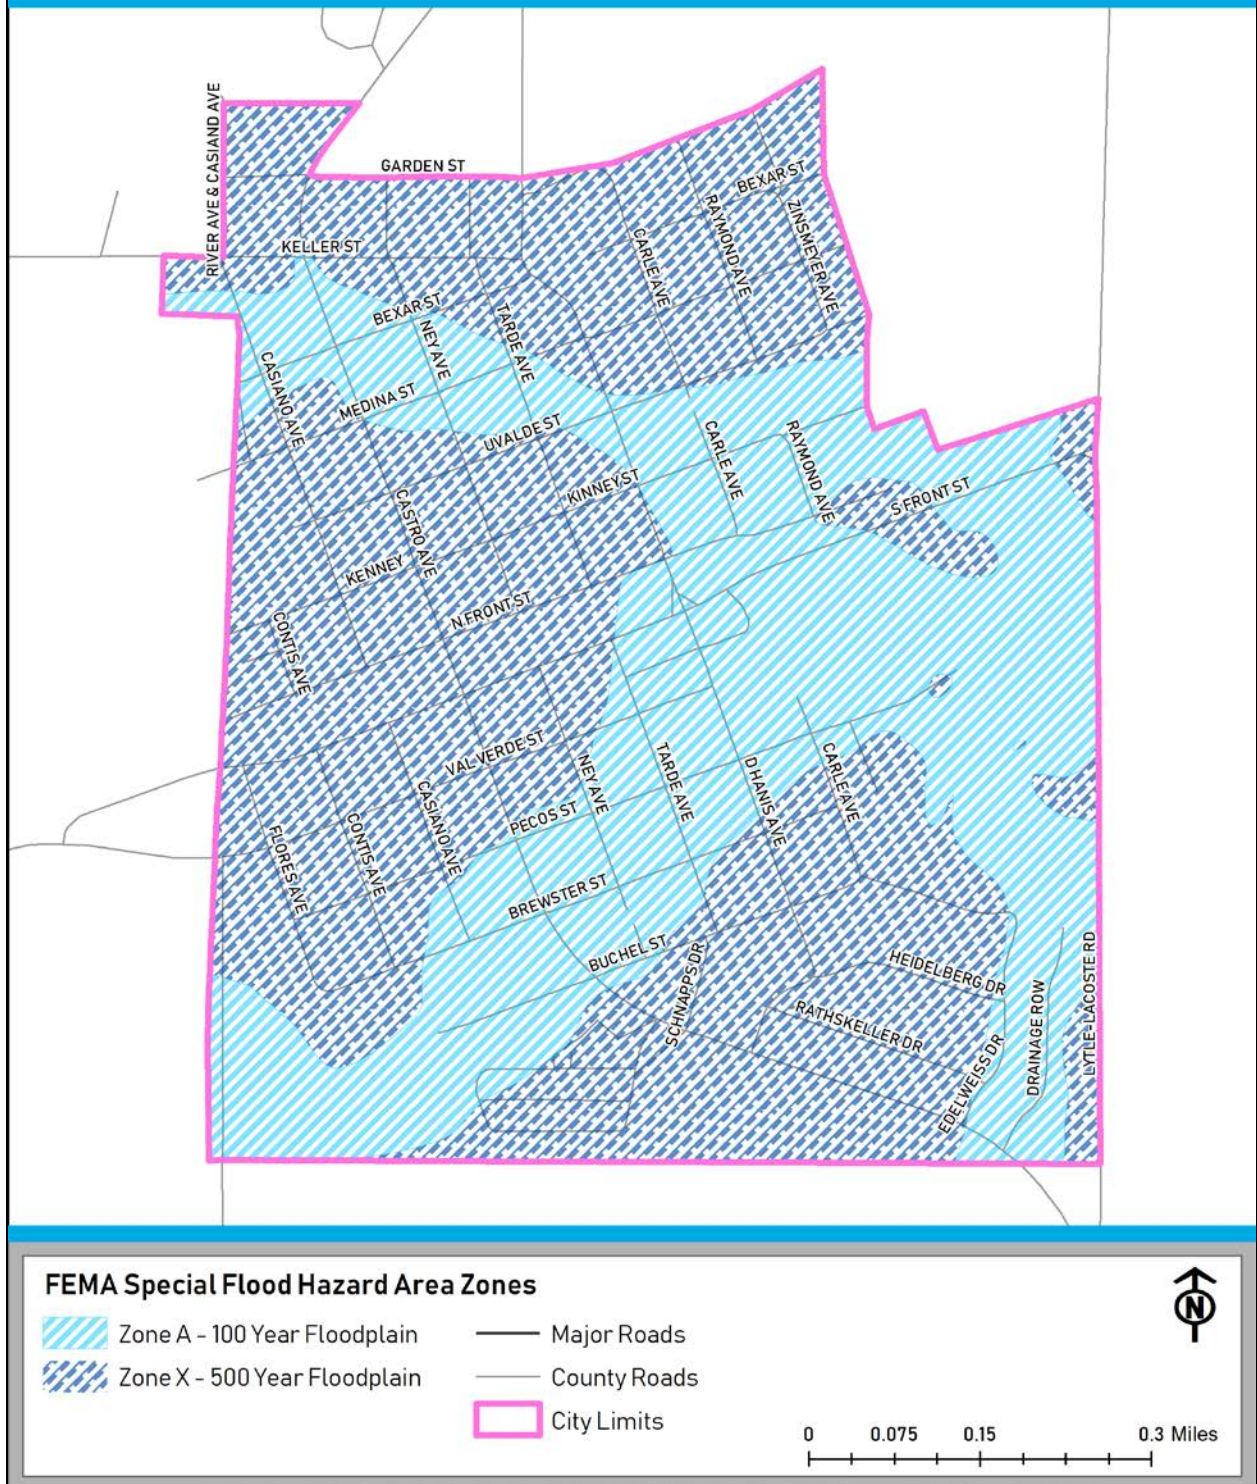 RIVER AVE & CASIAND AVE
GARDEN ST
BEXAR ST
RAYMOND AVE
ZINSMEYER AVE
KELLER ST
CARLE AVE
BEXAR ST
NEY AVE
TARDE AVE
CASIANO AVE
MEDINA ST
UVALDE ST
CARLE AVE
RAYMOND AVE
KINNEY ST
S FRONT ST
CASTRO AVE
KENNEY
N.FRONT ST
CONTIS AVE
VAL VERDE ST
NEY AVE
TARDE AVE
D HANIS AVE
CARLE AVE
CASIANO AVE
PECOS ST
FLORES AVE
CONTIS AVE
BREWSTER ST
BUCHEL ST
SCHNAPPS DR
HEIDELBERG DR
RATHSKELLER DR
EDELWEISS DR
DRAINAGE ROW
LYTLE-LACOSTE RD
FEMA Special Flood Hazard Area Zones
Zone A - 100 Year Floodplain
Zone X - 500 Year Floodplain
Major Roads
County Roads
City Limits
N
0 0.075 0.15 0.3 Miles